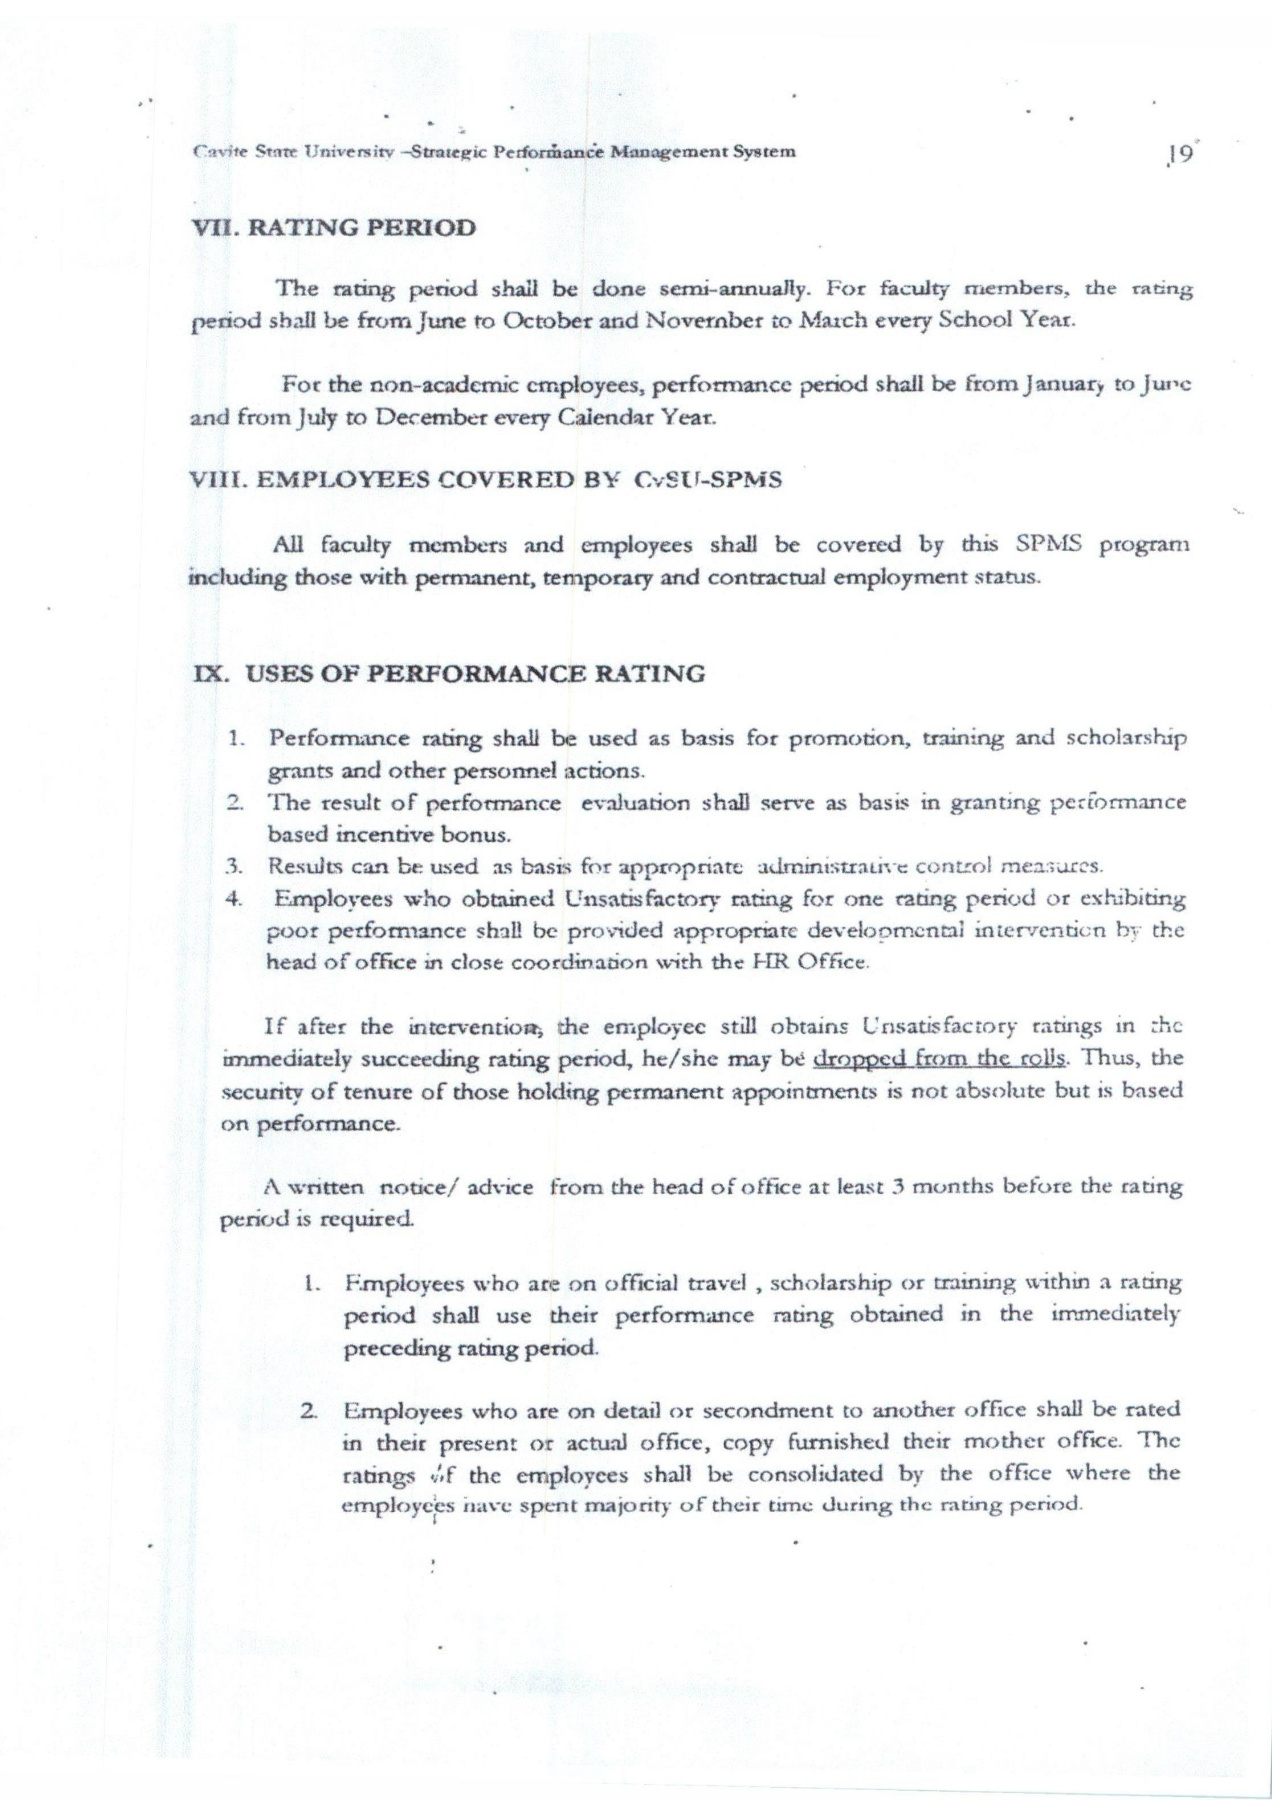 Cavite State University –Strategic Performance Management System 19
VII. RATING PERIOD
The rating period shall be done semi-annually. For faculty members, the rating
period shall be from June to October and November to March every School Year.
For the non-academic employees, performance period shall be from January to June
and from July to December every Calendar Year.
VIII. EMPLOYEES COVERED BY CvSU-SPMS
All faculty members and employees shall be covered by this SPMS program
including those with permanent, temporary and contractual employment status.
IX. USES OF PERFORMANCE RATING
1. Performance rating shall be used as basis for promotion, training and scholarship
grants and other personnel actions.
2. The result of performance evaluation shall serve as basis in granting performance
based incentive bonus.
3. Results can be used as basis for appropriate administrative control measures.
4. Employees who obtained Unsatisfactory rating for one rating period or exhibiting
poor performance shall be provided appropriate developmental intervention by the
head of office in close coordination with the HR Office.
If after the intervention, the employee still obtains Unsatisfactory ratings in the
immediately succeeding rating period, he/she may be dropped from the rolls. Thus, the
security of tenure of those holding permanent appointments is not absolute but is based
on performance.
A written notice/ advice from the head of office at least 3 months before the rating
period is required.
1. Employees who are on official travel , scholarship or training within a rating
period shall use their performance rating obtained in the immediately
preceding rating period.
2. Employees who are on detail or secondment to another office shall be rated
in their present or actual office, copy furnished their mother office. The
ratings of the employees shall be consolidated by the office where the
employees have spent majority of their time during the rating period.